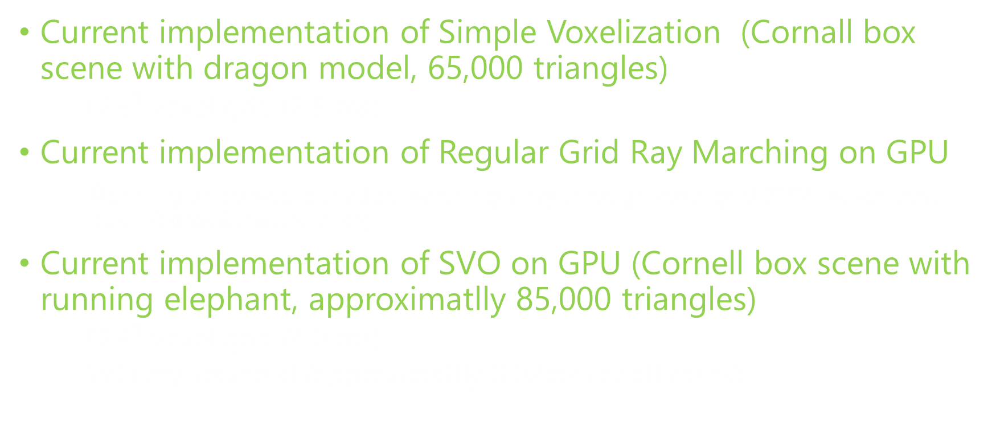 • Current implementation of Simple Voxelization  (Cornall box
scene with dragon model, 65,000 triangles)
• Current implementation of Regular Grid Ray Marching on GPU
• Current implementation of SVO on GPU (Cornell box scene with
running elephant, approximatlly 85,000 triangles)